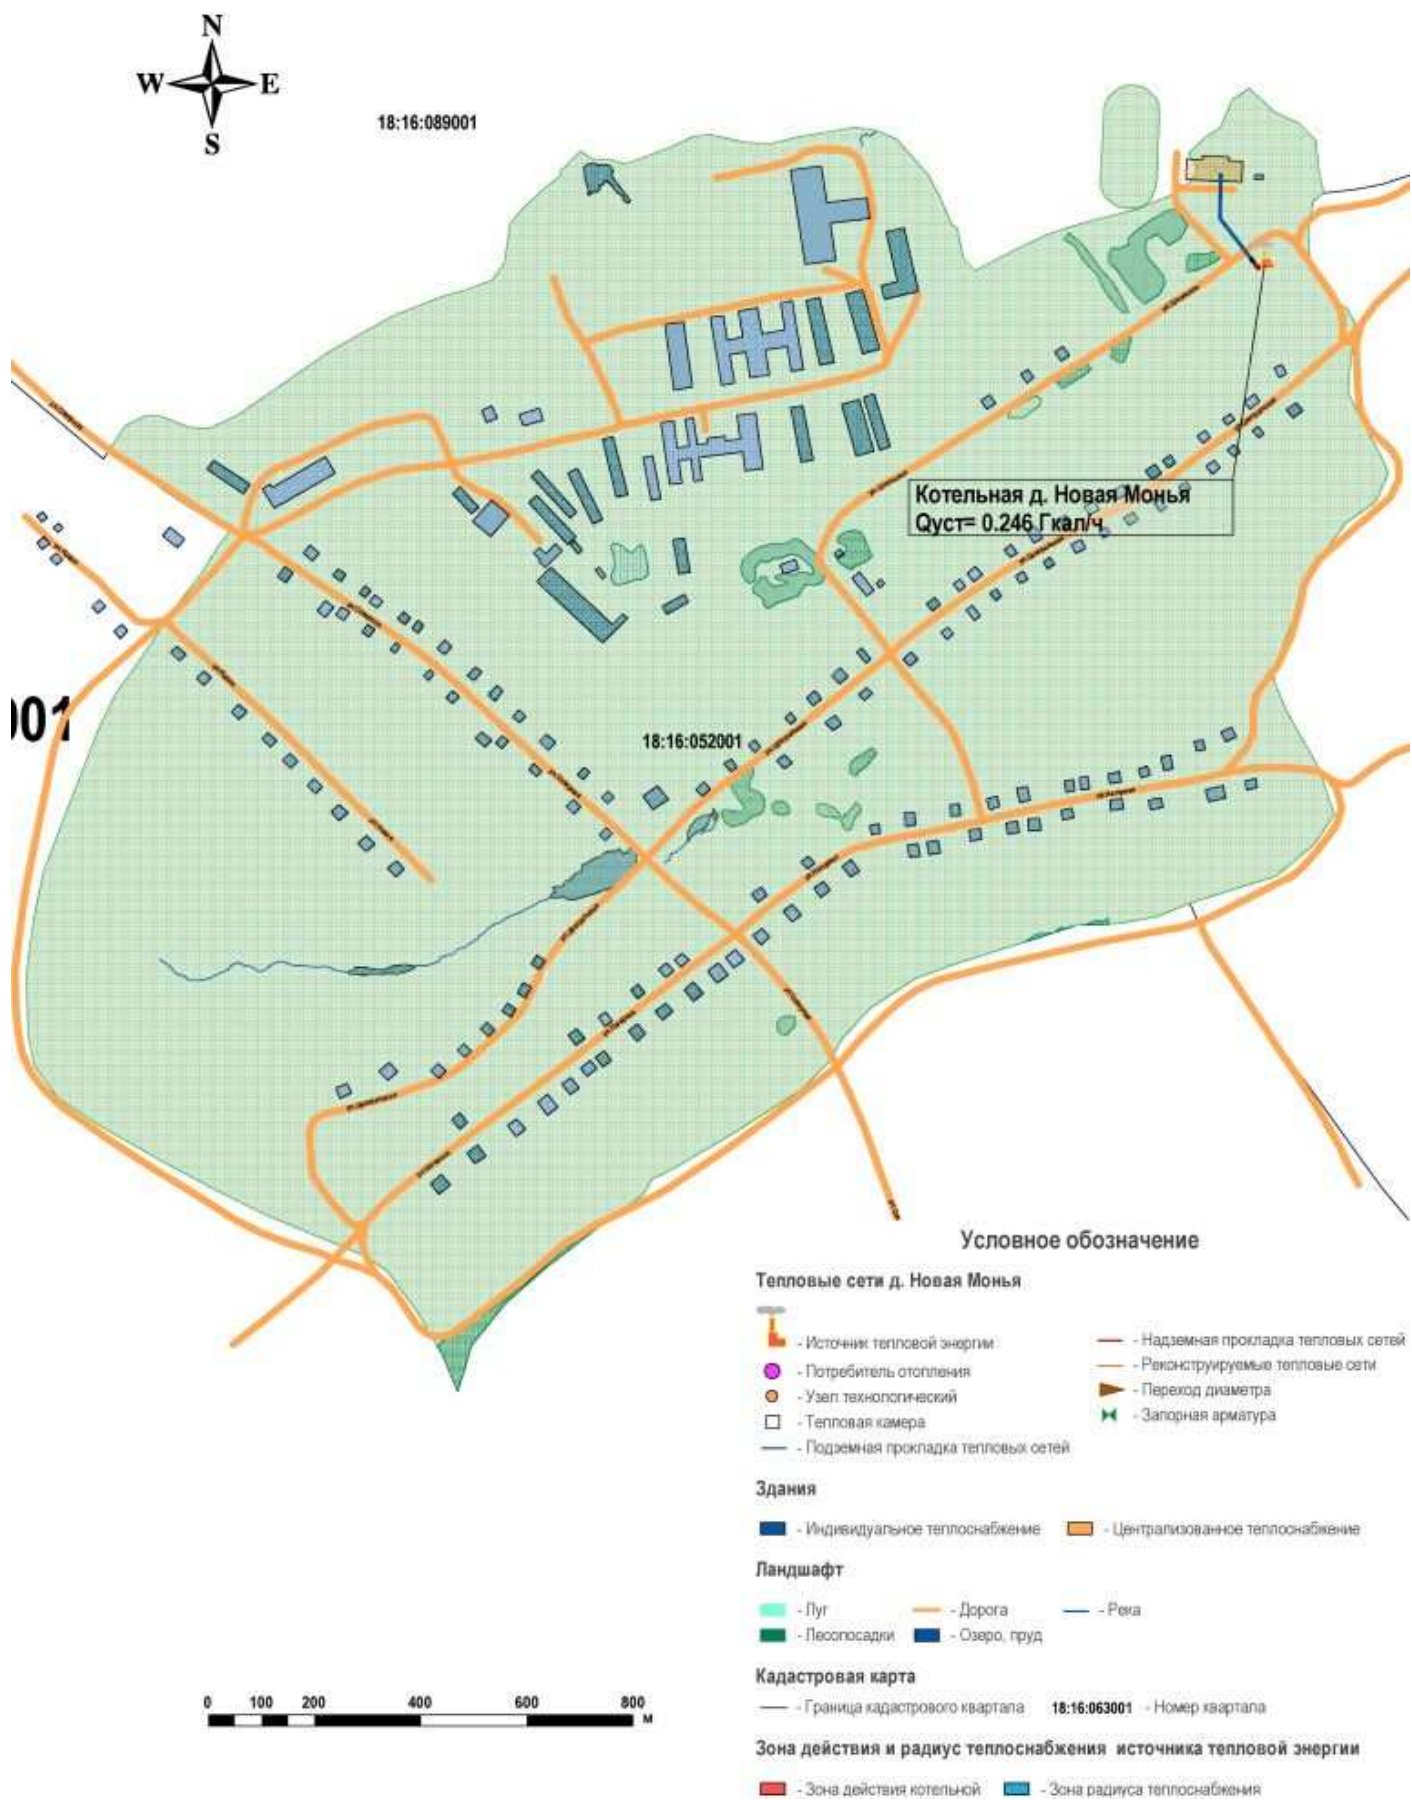 N
W E
S
18:16:089001
Котельная д. Новая Монья
Qуст= 0.246 Гкал/ч
001
18:16:052001
Условное обозначение
Тепловые сети д. Новая Монья
- Источник тепловой энергии
- Надземная прокладка тепловых сетей
- Потребитель отопления
- Реконструируемые тепловые сети
- Узел технологический
- Переход диаметра
- Тепловая камера
- Запорная арматура
- Подземная прокладка тепловых сетей
Здания
- Индивидуальное теплоснабжение - Централизованное теплоснабжение
Ландшафт
- Луг - Дорога - Река
- Лесопосадки - Озеро, пруд
Кадастровая карта
- Граница кадастрового квартала 18:16:063001 - Номер квартала
0 100 200 400 600 800
м
Зона действия и радиус теплоснабжения источника тепловой энергии
- Зона действия котельной - Зона радиуса теплоснабжения